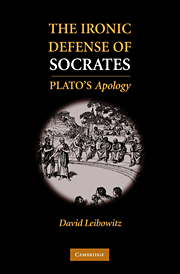 THE IRONIC
DEFENSE OF
SOCRATES
PLATO'S Apology
David Leibowitz
CAMBRIDGE